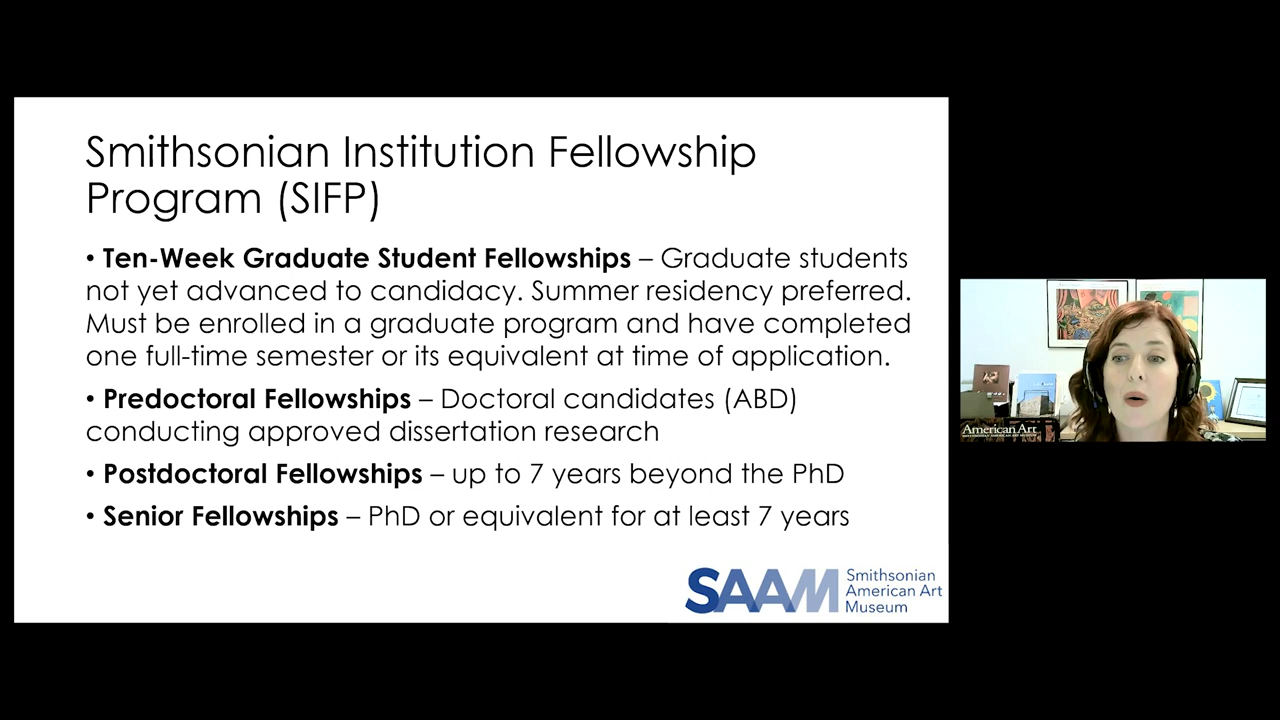 Smithsonian Institution Fellowship
Program (SIFP)
• Ten-Week Graduate Student Fellowships – Graduate students
not yet advanced to candidacy. Summer residency preferred.
Must be enrolled in a graduate program and have completed
one full-time semester or its equivalent at time of application.
• Predoctoral Fellowships – Doctoral candidates (ABD)
conducting approved dissertation research
• Postdoctoral Fellowships – up to 7 years beyond the PhD
• Senior Fellowships – PhD or equivalent for at least 7 years
SAAM
Smithsonian
American Art
Museum
American Art